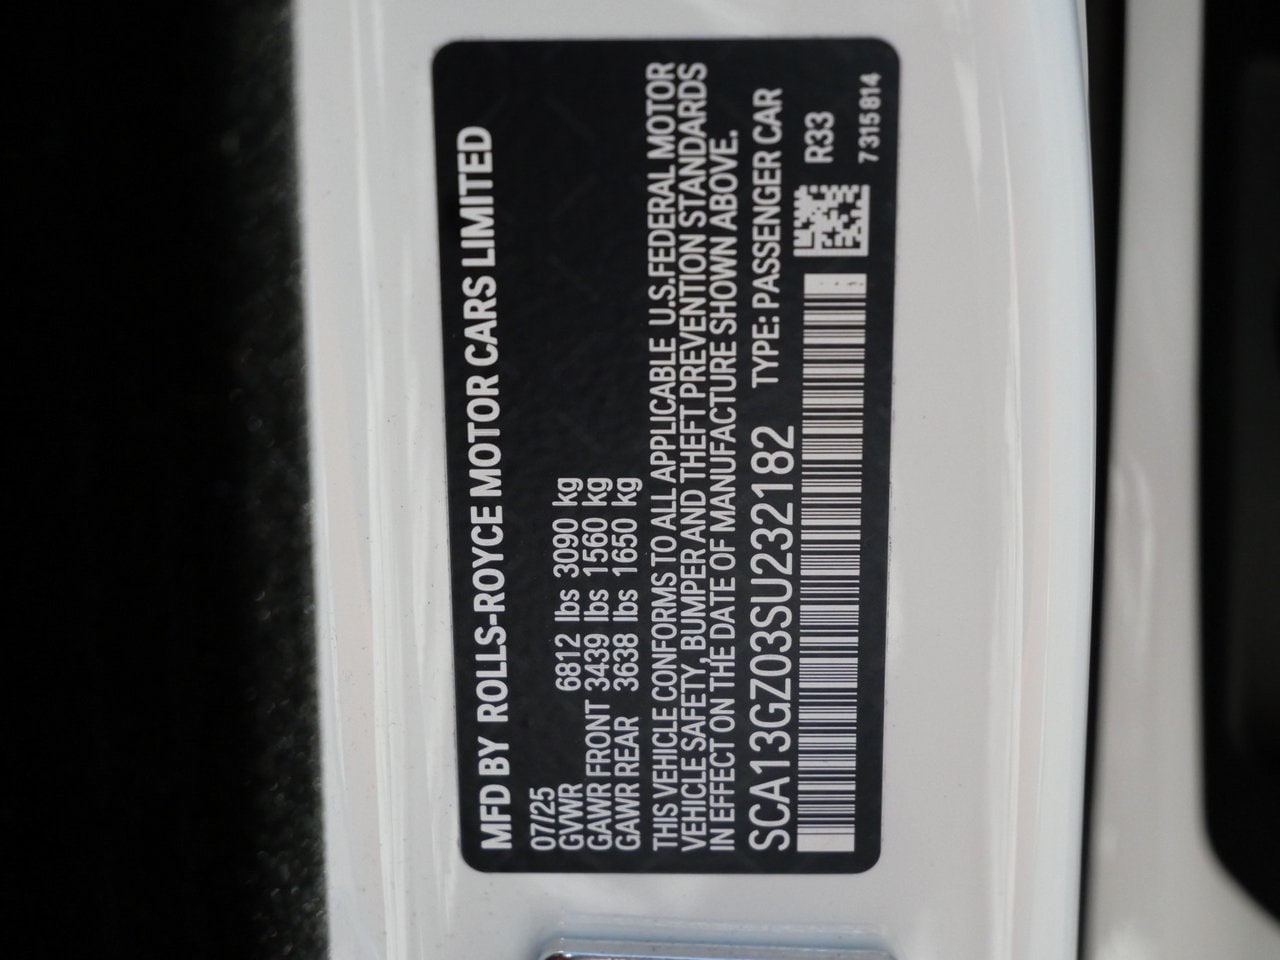 MFD BY ROLLS-ROYCE MOTOR CARS LIMITED
07/25
GVWR 6812 lbs 3090 kg
GAWR FRONT 3439 lbs 1560 kg
GAWR REAR 3638 lbs 1650 kg
THIS VEHICLE CONFORMS TO ALL APPLICABLE U.S.FEDERAL MOTOR
VEHICLE SAFETY, BUMPER AND THEFT PREVENTION STANDARDS
IN EFFECT ON THE DATE OF MANUFACTURE SHOWN ABOVE.
SCA13GZ03SU232182 TYPE: PASSENGER CAR
R33
7315814